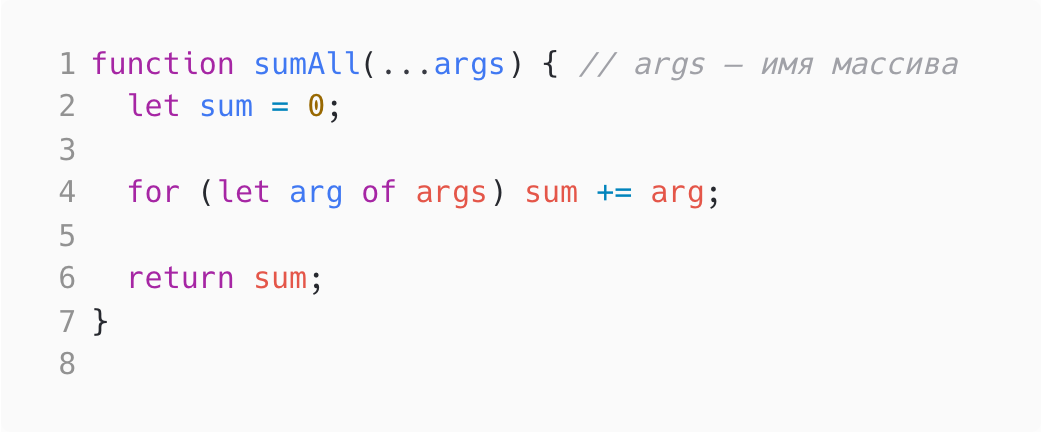 1 function sumAll(...args) { // args — имя массива
2   let sum = 0;
3
4   for (let arg of args) sum += arg;
5
6   return sum;
7 }
8